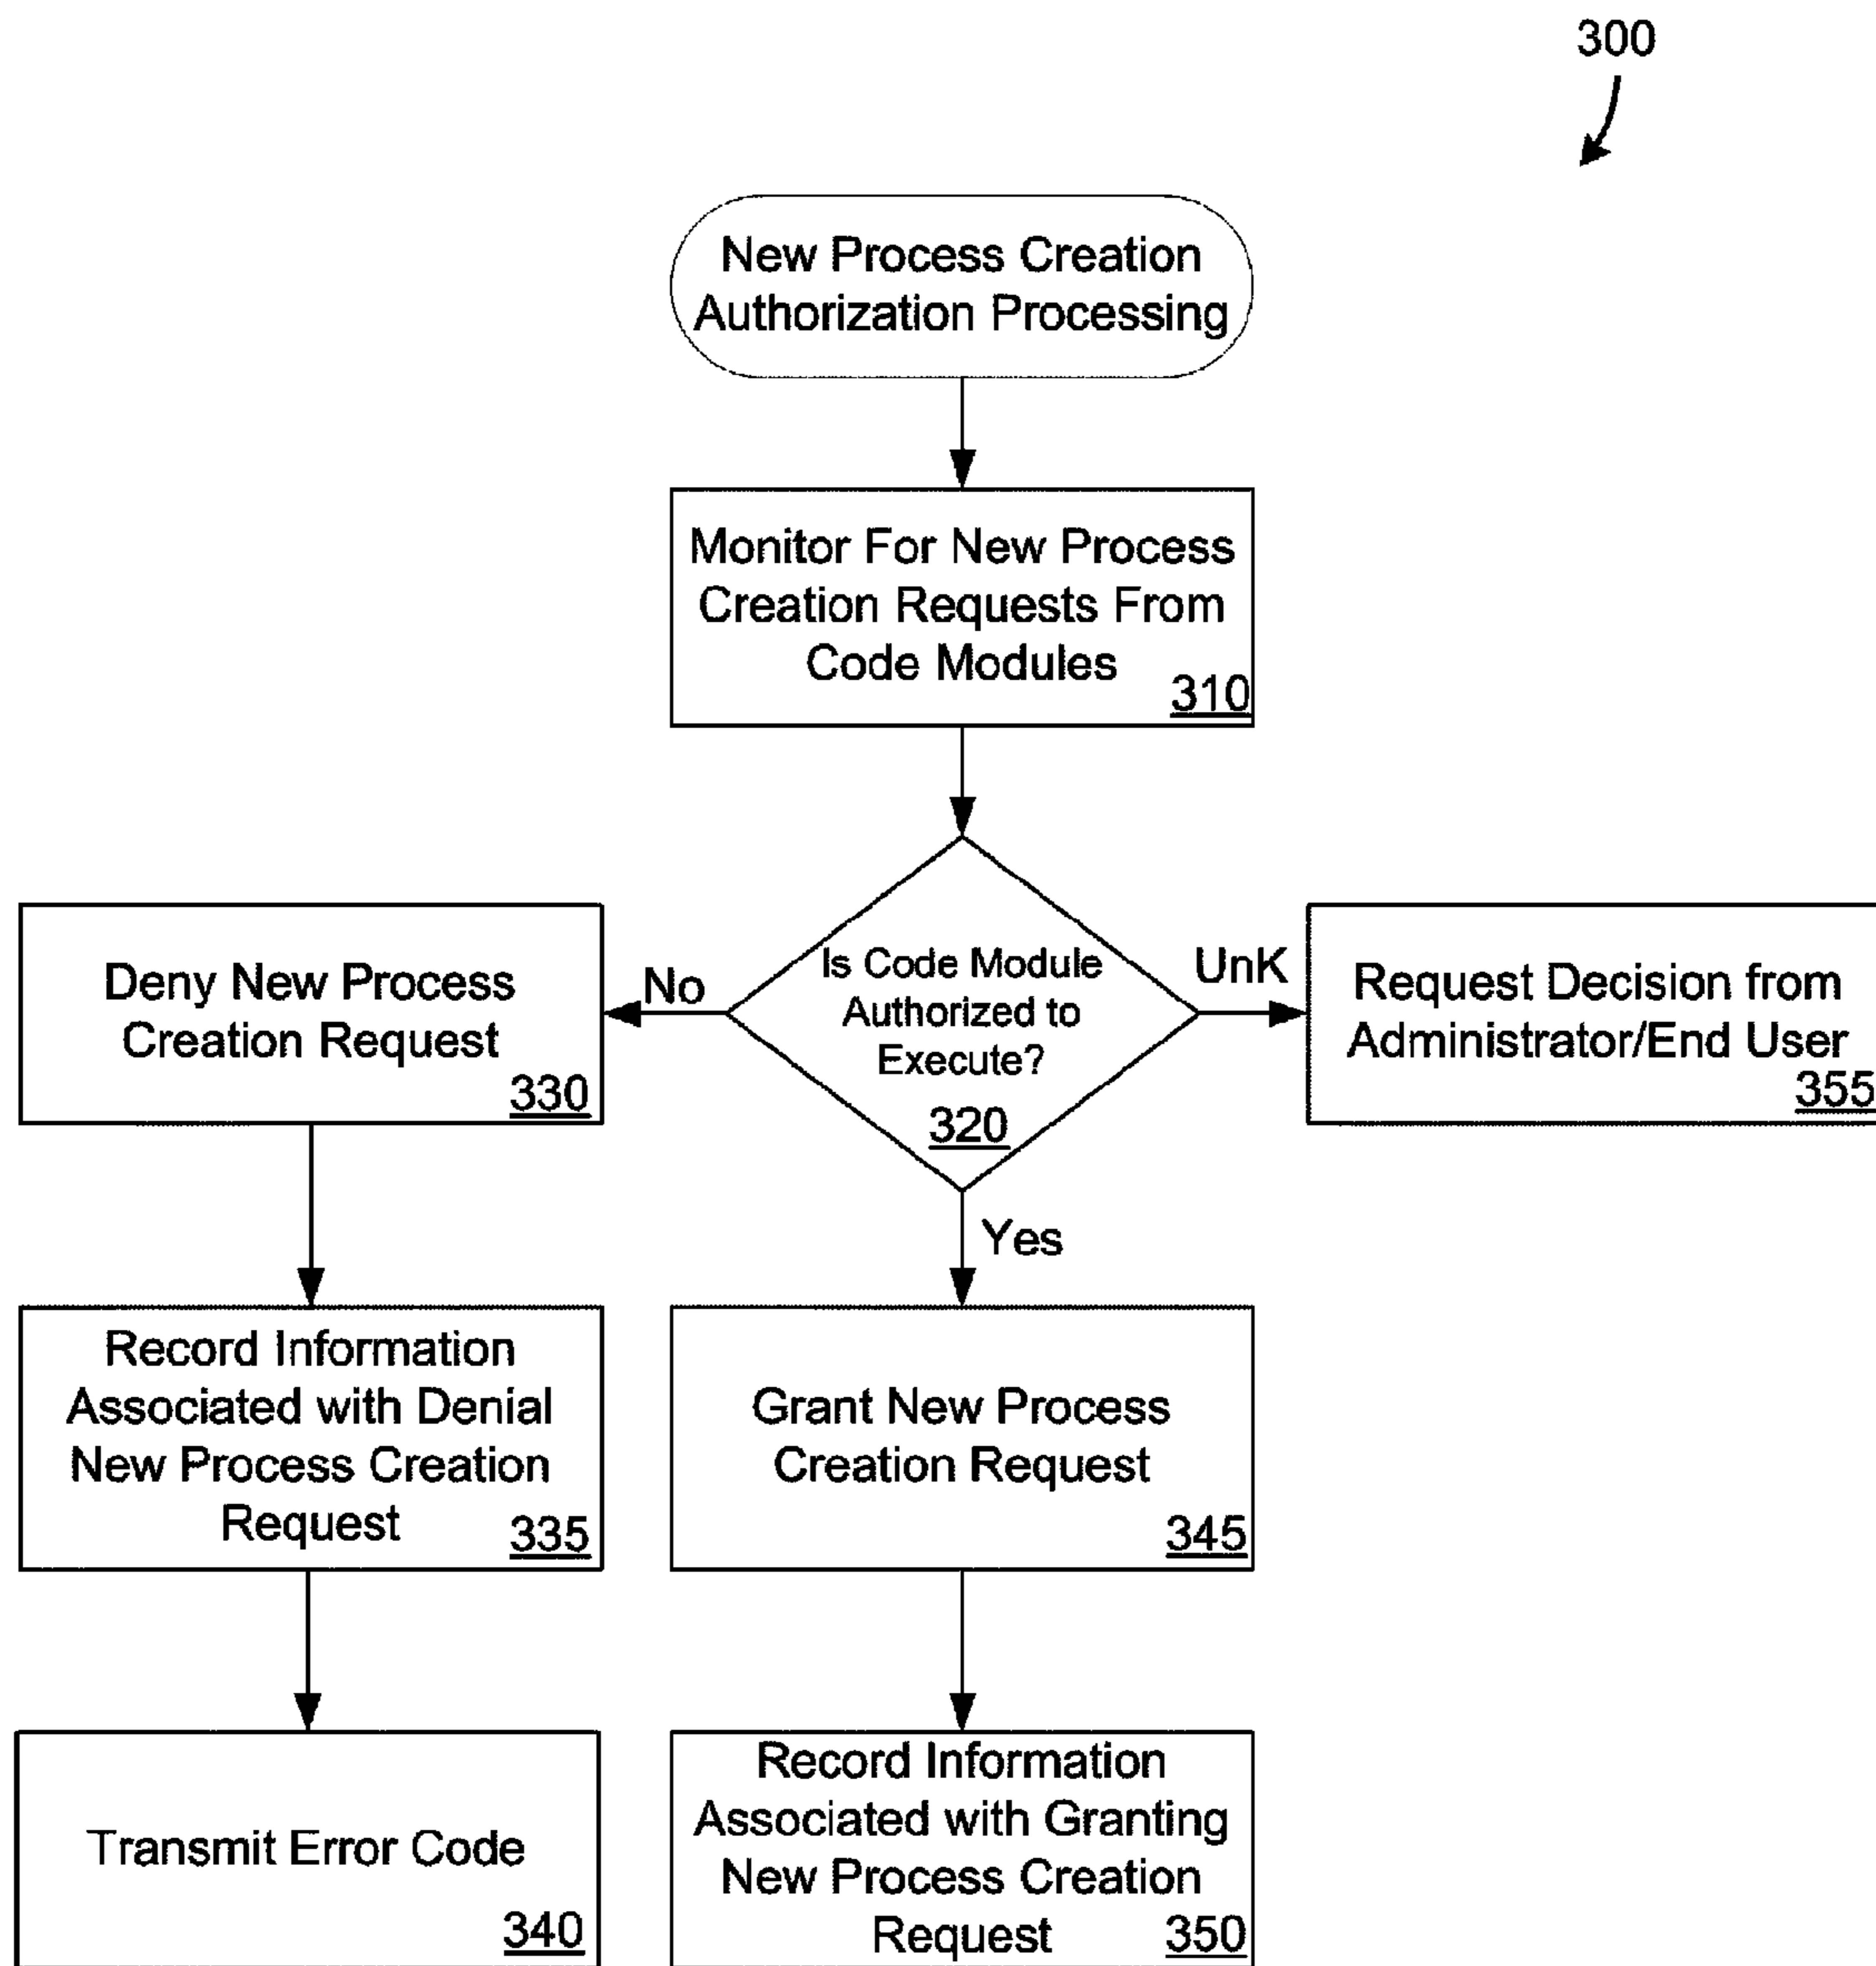 300
New Process Creation
Authorization Processing
Monitor For New Process
Creation Requests From
Code Modules
310
Is Code Module
Authorized to
Execute?
320
No
UnK
Yes
Deny New Process
Creation Request
330
Request Decision from
Administrator/End User
355
Record Information
Associated with Denial
New Process Creation
Request
335
Grant New Process
Creation Request
345
Transmit Error Code
340
Record Information
Associated with Granting
New Process Creation
Request
350